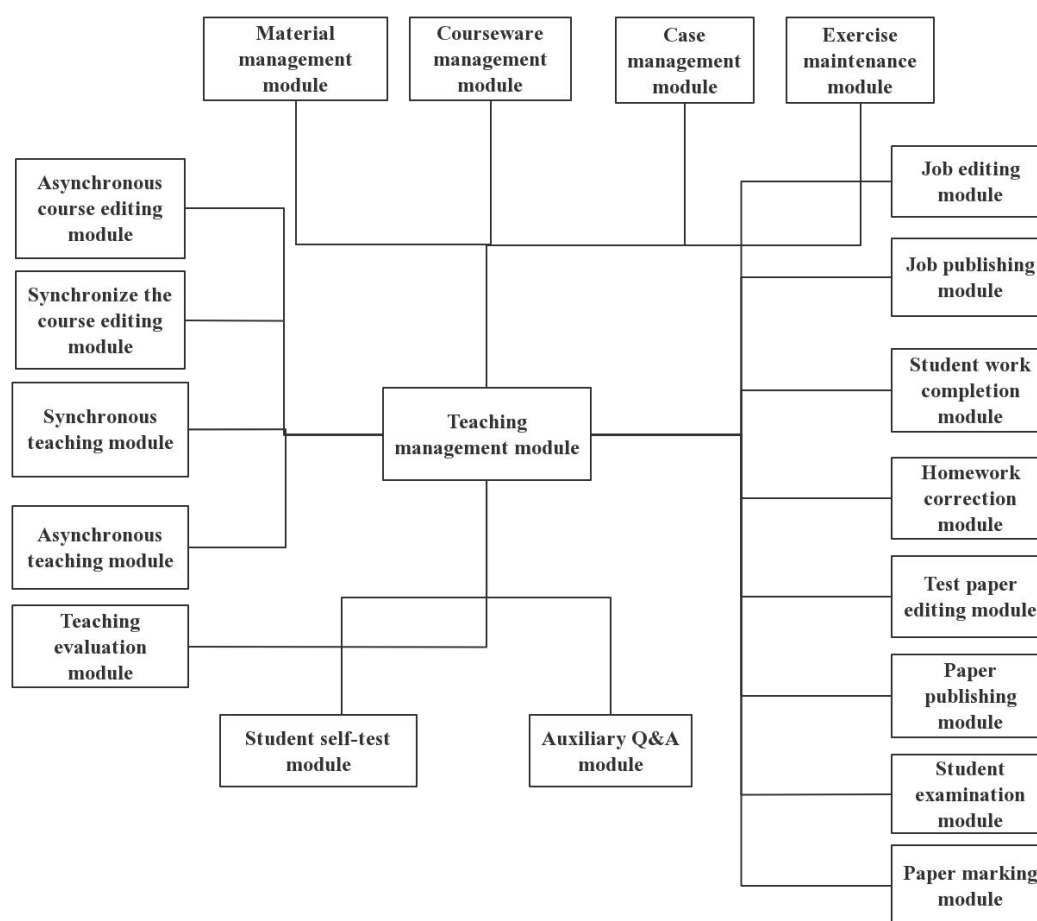 Material
management
module
Courseware
management
module
Case
management
module
Exercise
maintenance
module
Asynchronous
course editing
module
Synchronize the
course editing
module
Synchronous
teaching module
Asynchronous
teaching module
Teaching
evaluation
module
Teaching
management module
Student self-test
module
Auxiliary Q&A
module
Job editing
module
Job publishing
module
Student work
completion
module
Homework
correction
module
Test paper
editing module
Paper
publishing
module
Student
examination
module
Paper marking
module